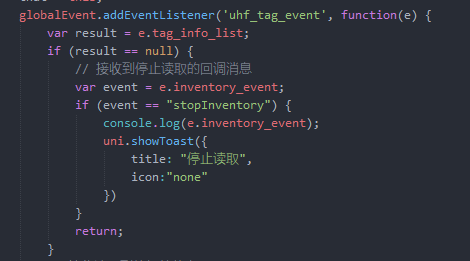 globalEvent.addEventListener('uhf_tag_event', function(e) {
var result = e.tag_info_list;
if (result == null) {
// 接收到停止读取的回调消息
var event = e.inventory_event;
if (event == "stopInventory") {
console.log(e.inventory_event);
uni.showToast({
title: "停止读取",
icon:"none"
})
}
return;
}